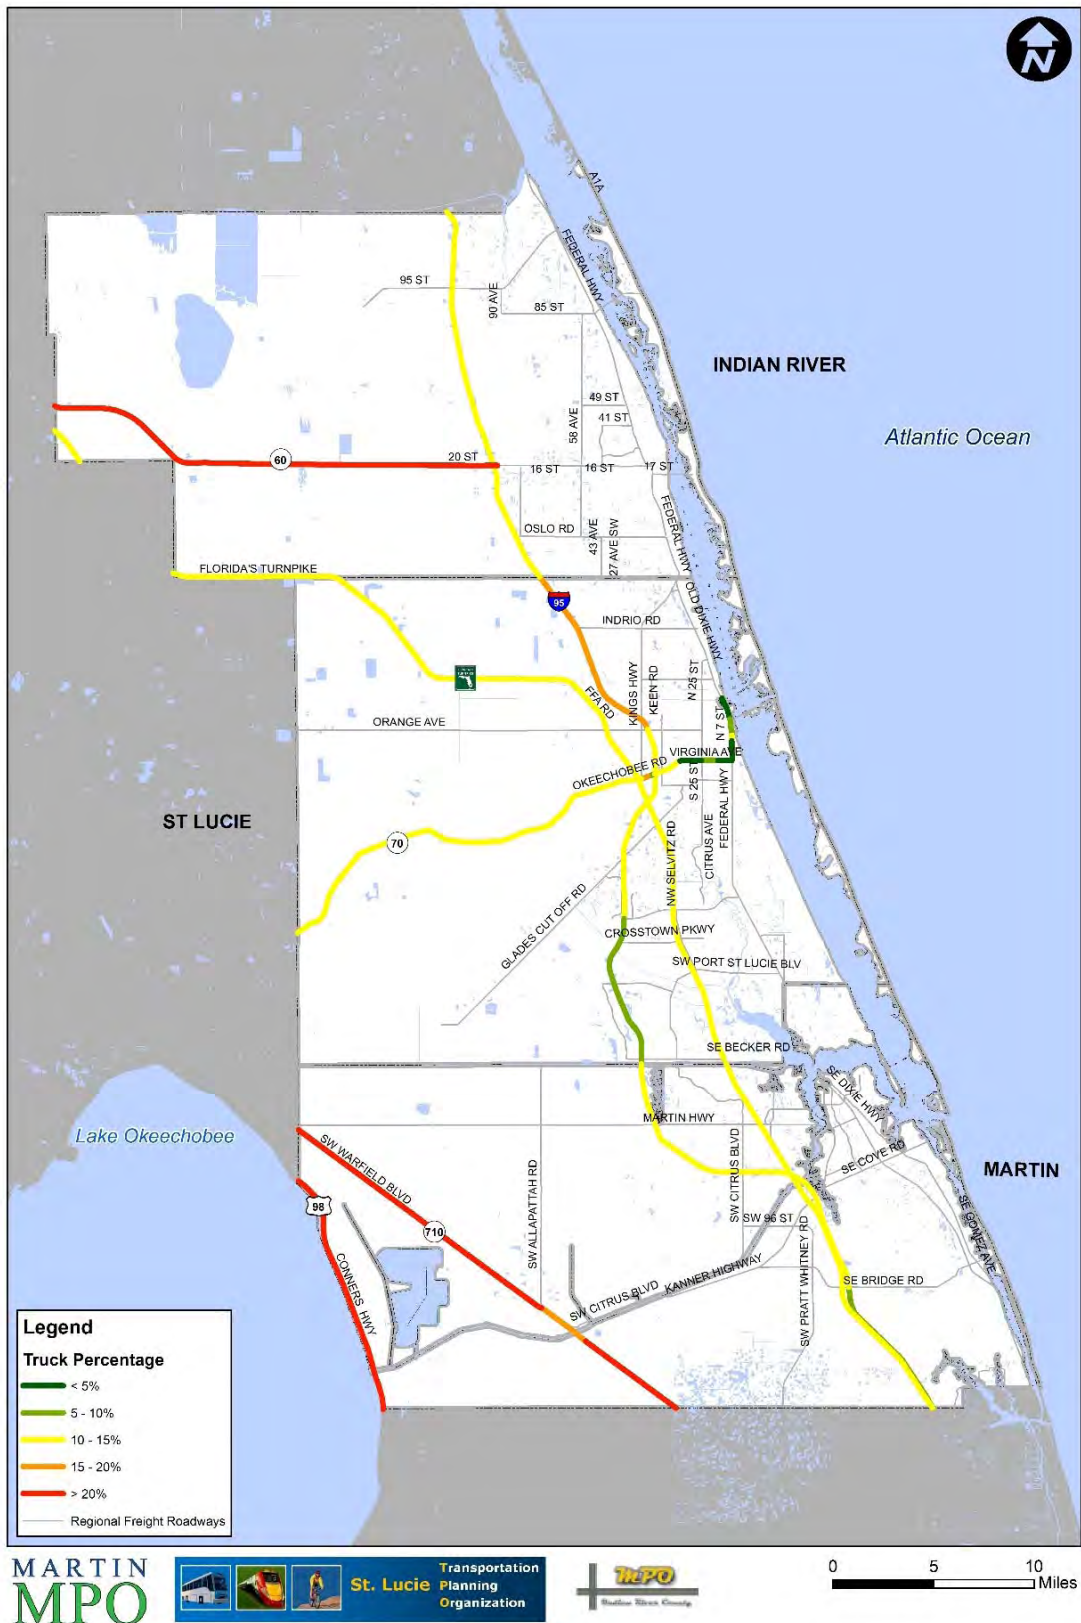 N
A1A
FEDERAL HWY
95 ST
90 AVE
85 ST
INDIAN RIVER
49 ST
41 ST
58 AVE
Atlantic Ocean
60
20 ST
16 ST
16 ST
17 ST
FEDERAL HWY
OSLO RD
43 AVE
27 AVE SW
FLORIDA'S TURNPIKE
95
OLD DIXIE HWY
INDRIO RD
KINGS HWY
KEEN RD
N 25 ST
FFA RD
N 7 ST
ORANGE AVE
VIRGINIA AVE
OKEECHOBEE RD
S 25 ST
FEDERAL HWY
ST LUCIE
70
CITRUS AVE
NW SELVITZ RD
GLADES CUT OFF RD
CROSSTOWN PKWY
SW PORT ST LUCIE BLV
SE BECKER RD
SE DIXIE HWY
MARTIN HWY
Lake Okeechobee
SW WARFIELD BLVD
SW CITRUS BLVD
SE COVE RD
MARTIN
SW ALLAPATTAH RD
98
710
SW 96 ST
SE GOMEZ AVE
CONNERS HWY
SW CITRUS BLVD
KANNER HIGHWAY
SW PRATT WHITNEY RD
SE BRIDGE RD
Legend
Truck Percentage
< 5%
5 - 10%
10 - 15%
15 - 20%
> 20%
Regional Freight Roadways
MARTIN
MPO
St. Lucie
Transportation
Planning
Organization
MPO
Indian River County
0 5 10
Miles